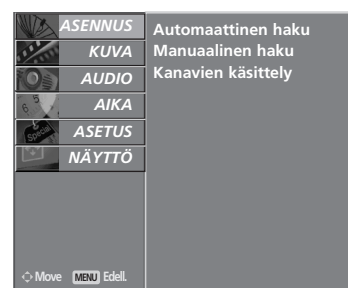 ASENNUS
KUVA
AUDIO
AIKA
ASETUS
NÄYTTÖ
Automaattinen haku
Manuaalinen haku
Kanavien käsittely
Move MENU Edell.